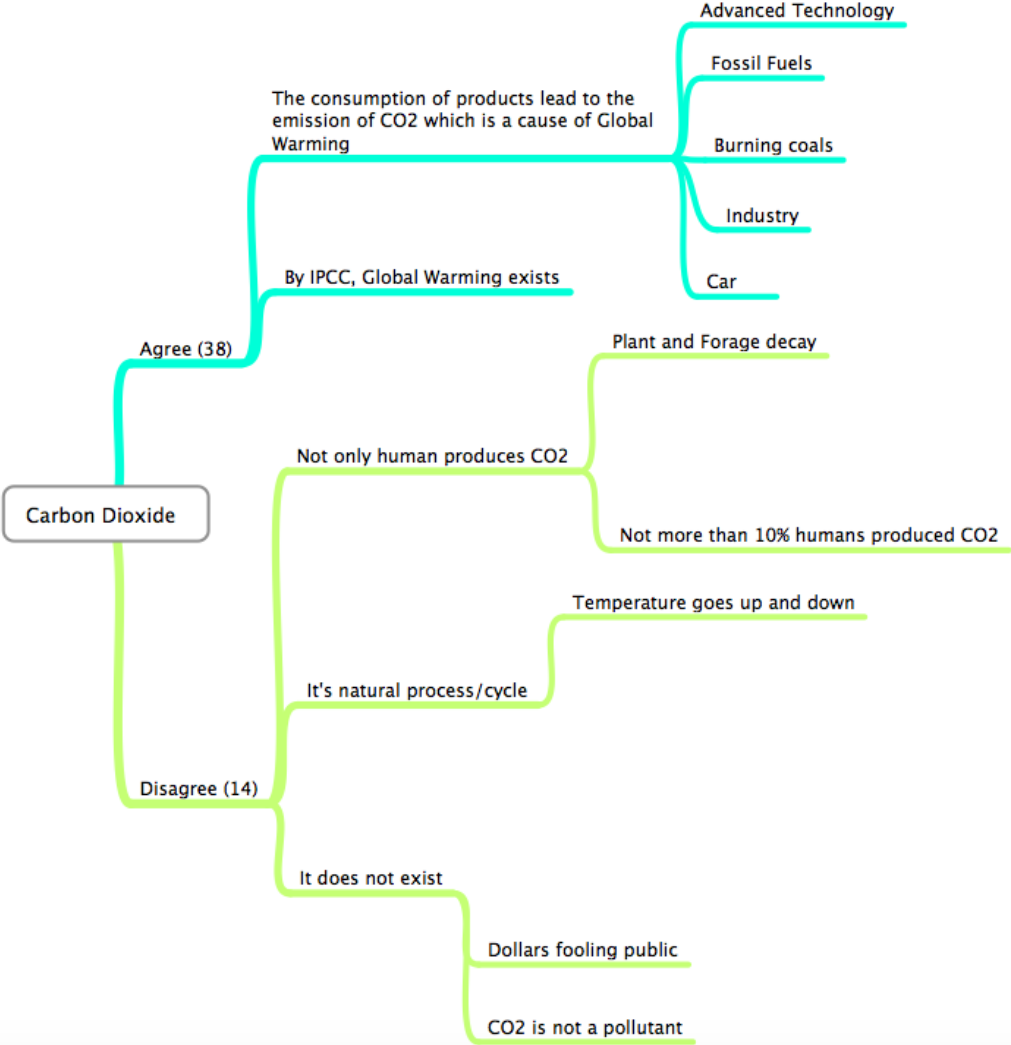 Advanced Technology
Fossil Fuels
The consumption of products lead to the
emission of CO2 which is a cause of Global
Warming
Burning coals
Industry
Car
By IPCC, Global Warming exists
Agree (38)
Plant and Forage decay
Not only human produces CO2
Carbon Dioxide
Not more than 10% humans produced CO2
Temperature goes up and down
It's natural process/cycle
Disagree (14)
It does not exist
Dollars fooling public
CO2 is not a pollutant